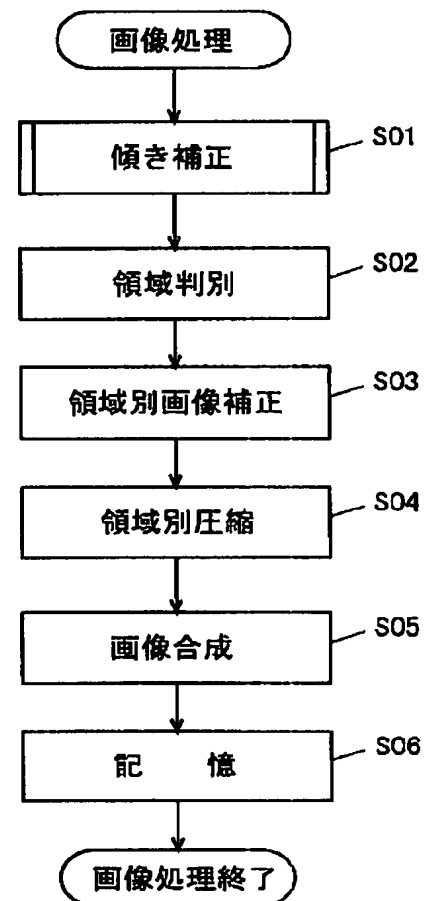 画像処理
傾き補正
S01
領域判別
S02
領域別画像補正
S03
領域別圧縮
S04
画像合成
S05
記　憶
S06
画像処理終了